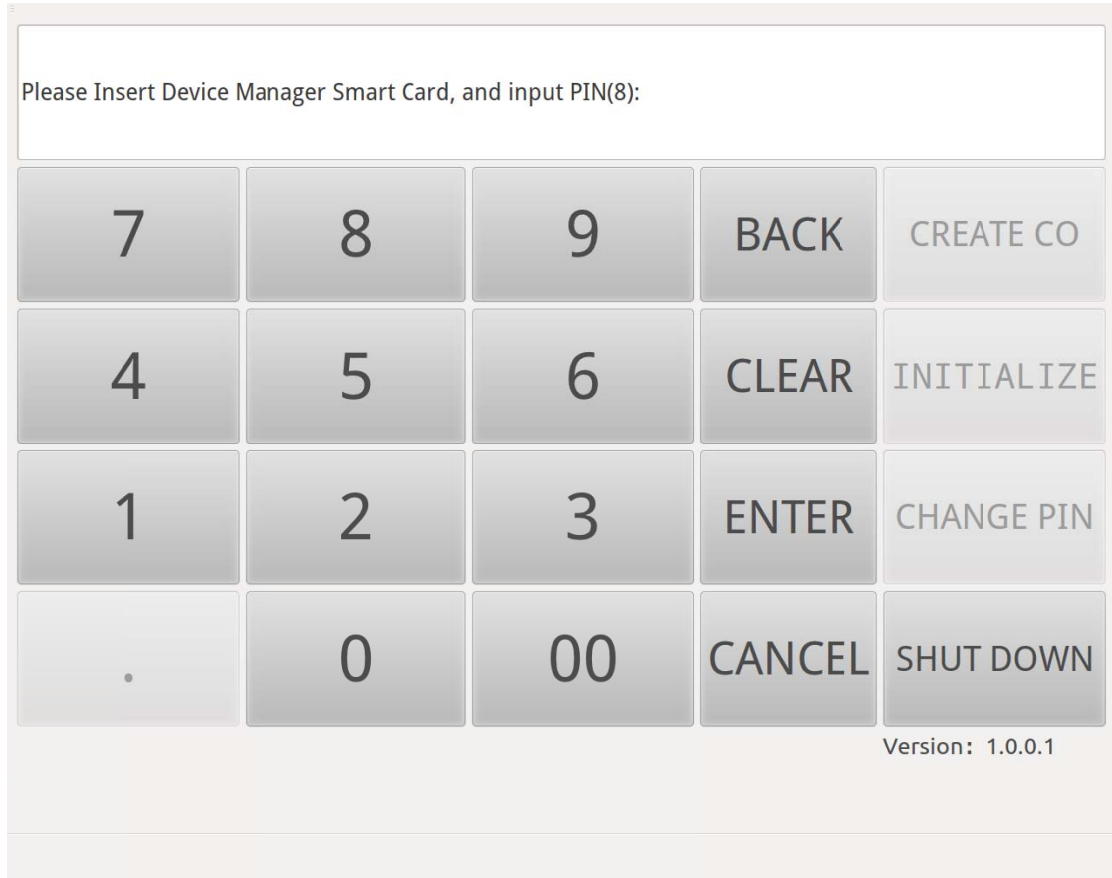 Please Insert Device Manager Smart Card, and input PIN(8):
7 8 9 BACK CREATE CO
4 5 6 CLEAR INITIALIZE
1 2 3 ENTER CHANGE PIN
. 0 00 CANCEL SHUT DOWN
Version: 1.0.0.1